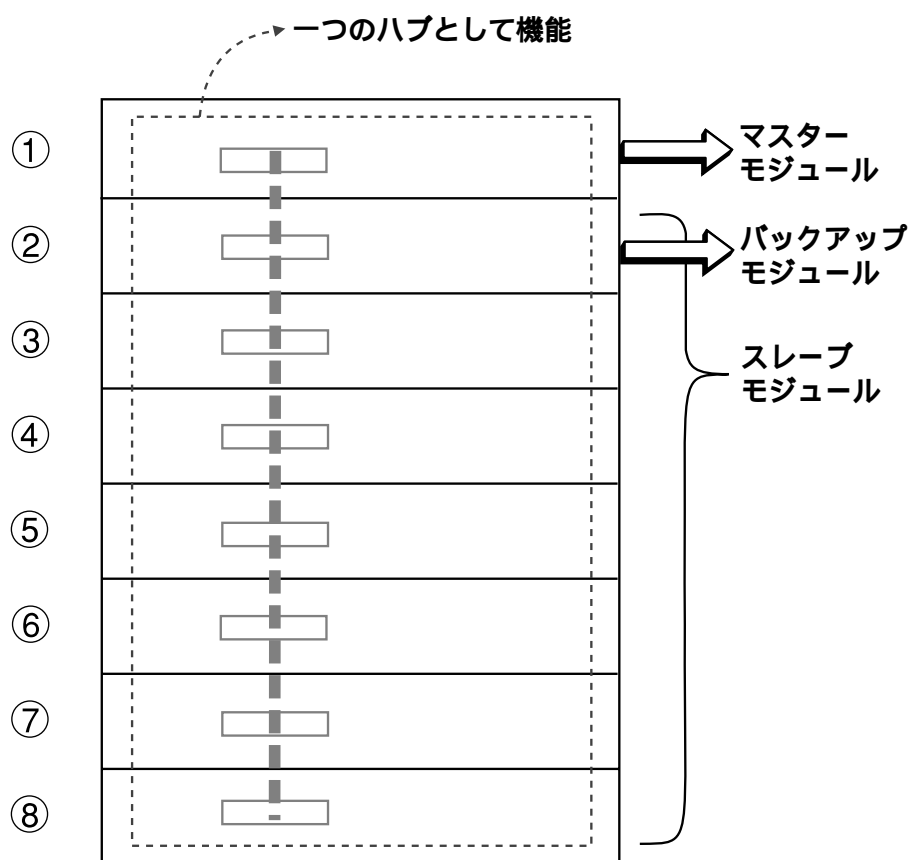 一つのハブとして機能
①
マスター
モジュール
②
バックアップ
モジュール
③
スレーブ
モジュール
④
⑤
⑥
⑦
⑧